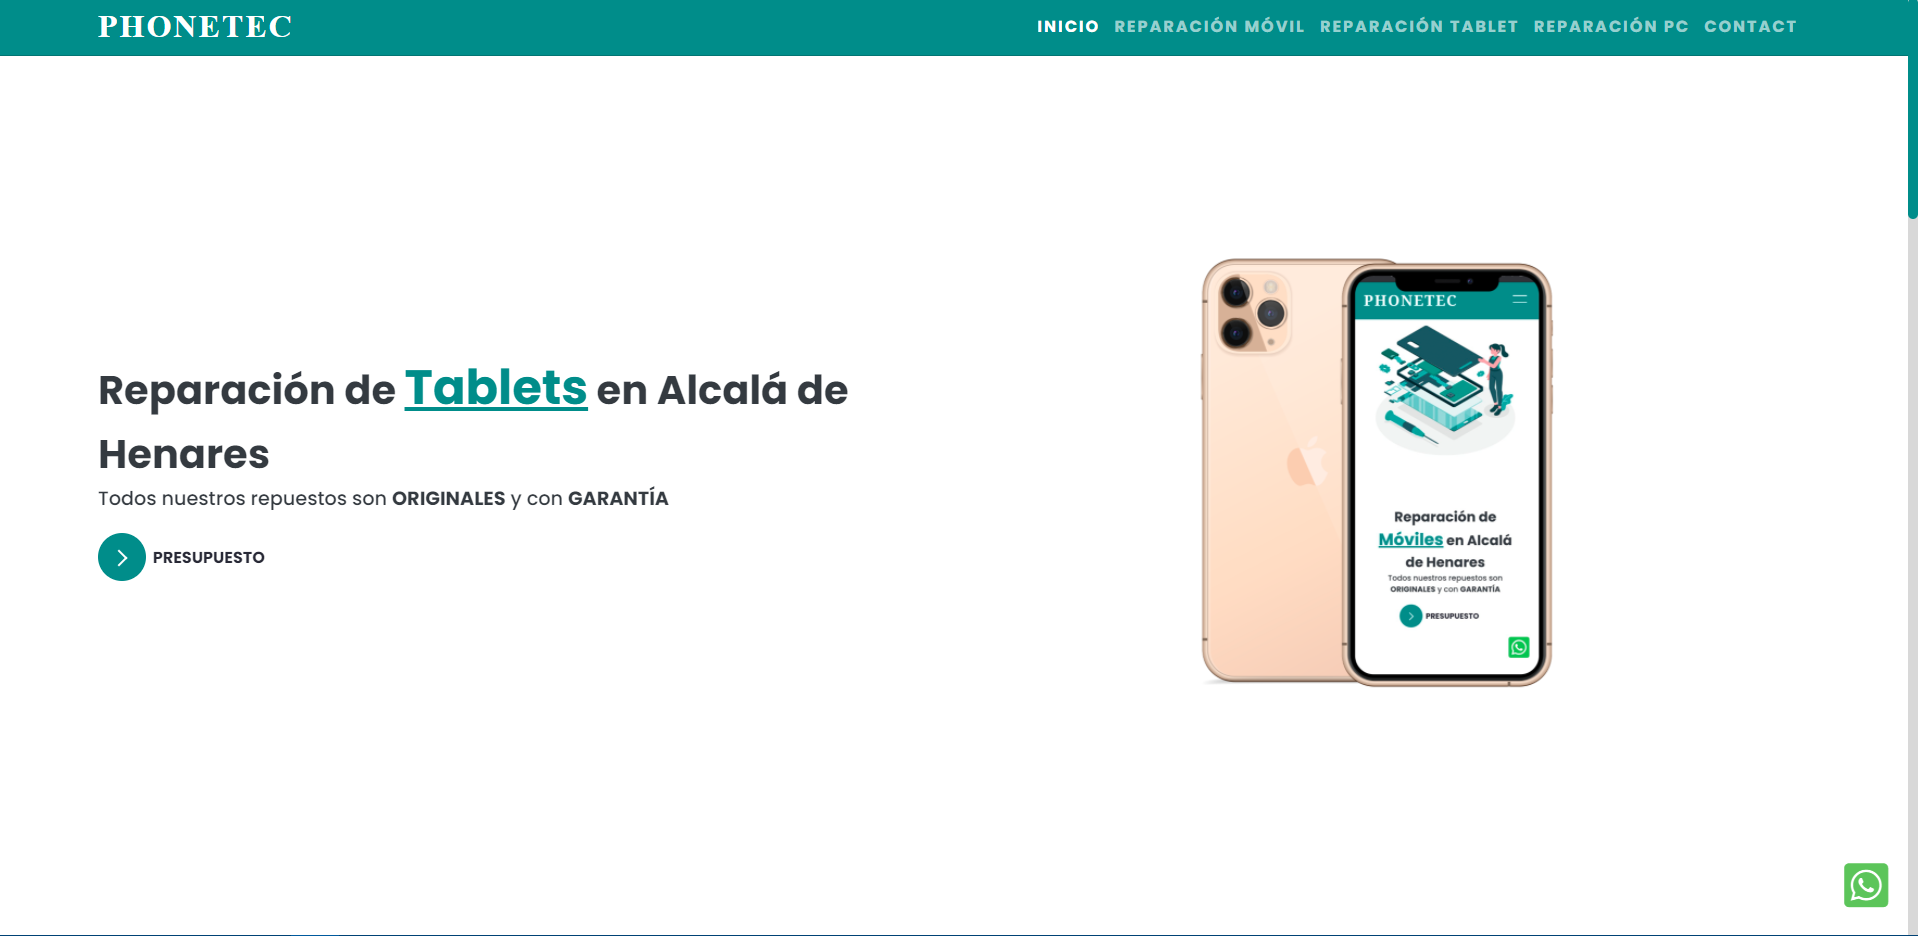 PHONETEC
INICIO REPARACIÓN MÓVIL REPARACIÓN TABLET REPARACIÓN PC CONTACT
Reparación de Tablets en Alcalá de
Henares
Todos nuestros repuestos son ORIGINALES y con GARANTÍA
PRESUPUESTO
PHONETEC
Reparación de
Móviles en Alcalá
de Henares
Todos nuestros repuestos son
ORIGINALES y con GARANTÍA
PRESUPUESTO